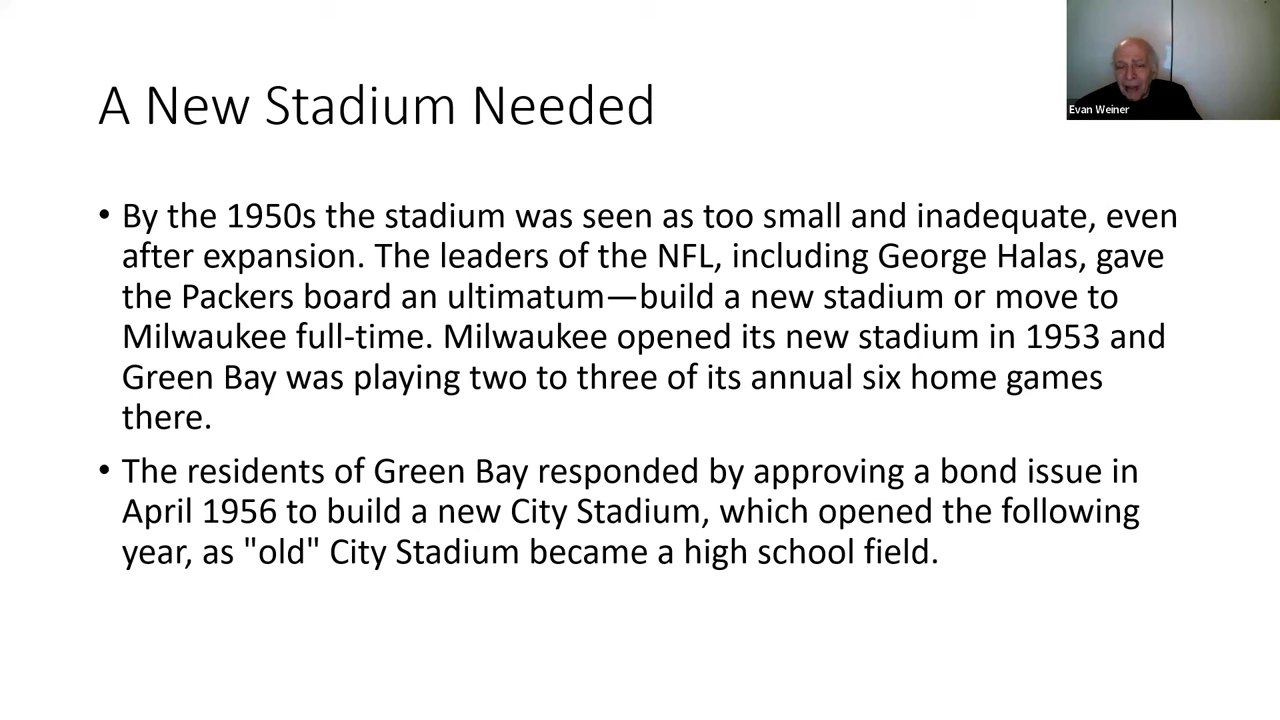 A New Stadium Needed
Evan Weiner
• By the 1950s the stadium was seen as too small and inadequate, even
after expansion. The leaders of the NFL, including George Halas, gave
the Packers board an ultimatum—build a new stadium or move to
Milwaukee full-time. Milwaukee opened its new stadium in 1953 and
Green Bay was playing two to three of its annual six home games
there.
• The residents of Green Bay responded by approving a bond issue in
April 1956 to build a new City Stadium, which opened the following
year, as "old" City Stadium became a high school field.